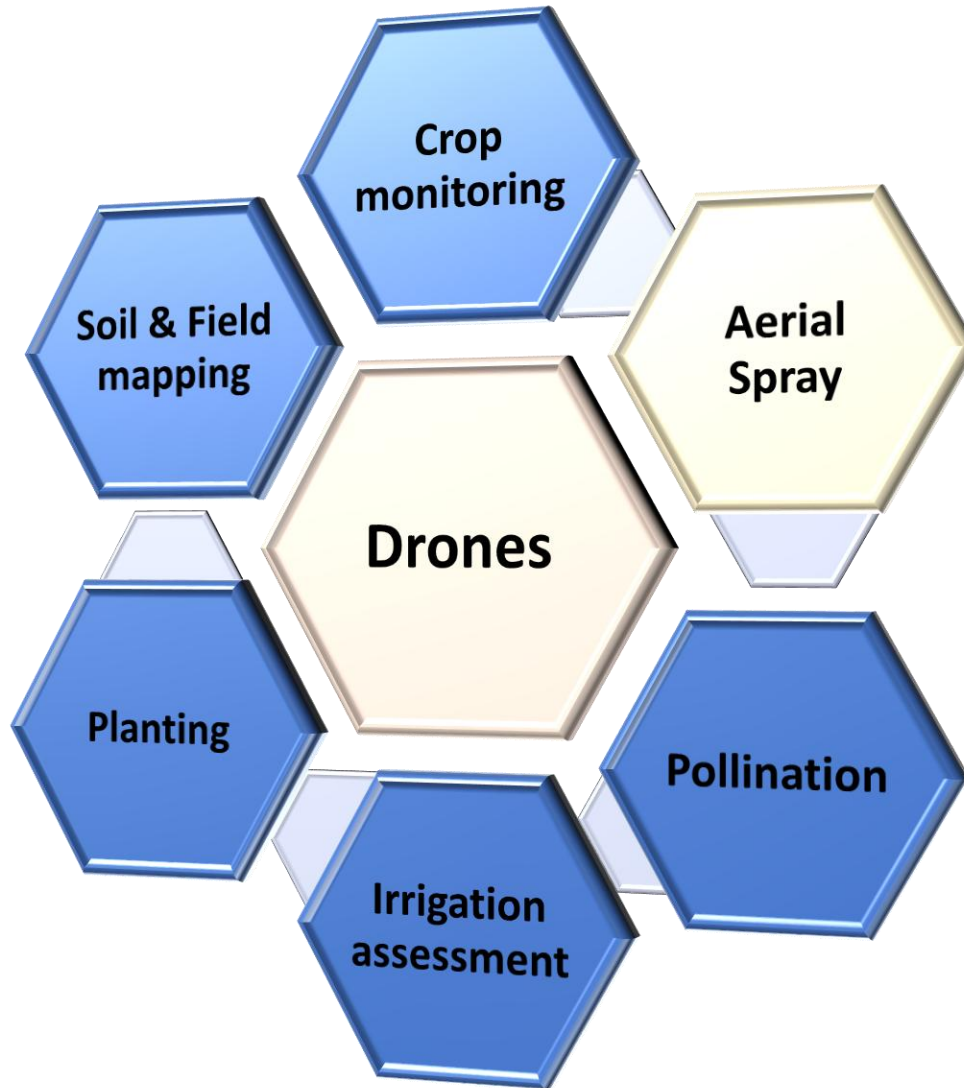 Crop
monitoring
Soil & Field
mapping
Aerial
Spray
Drones
Planting
Pollination
Irrigation
assessment